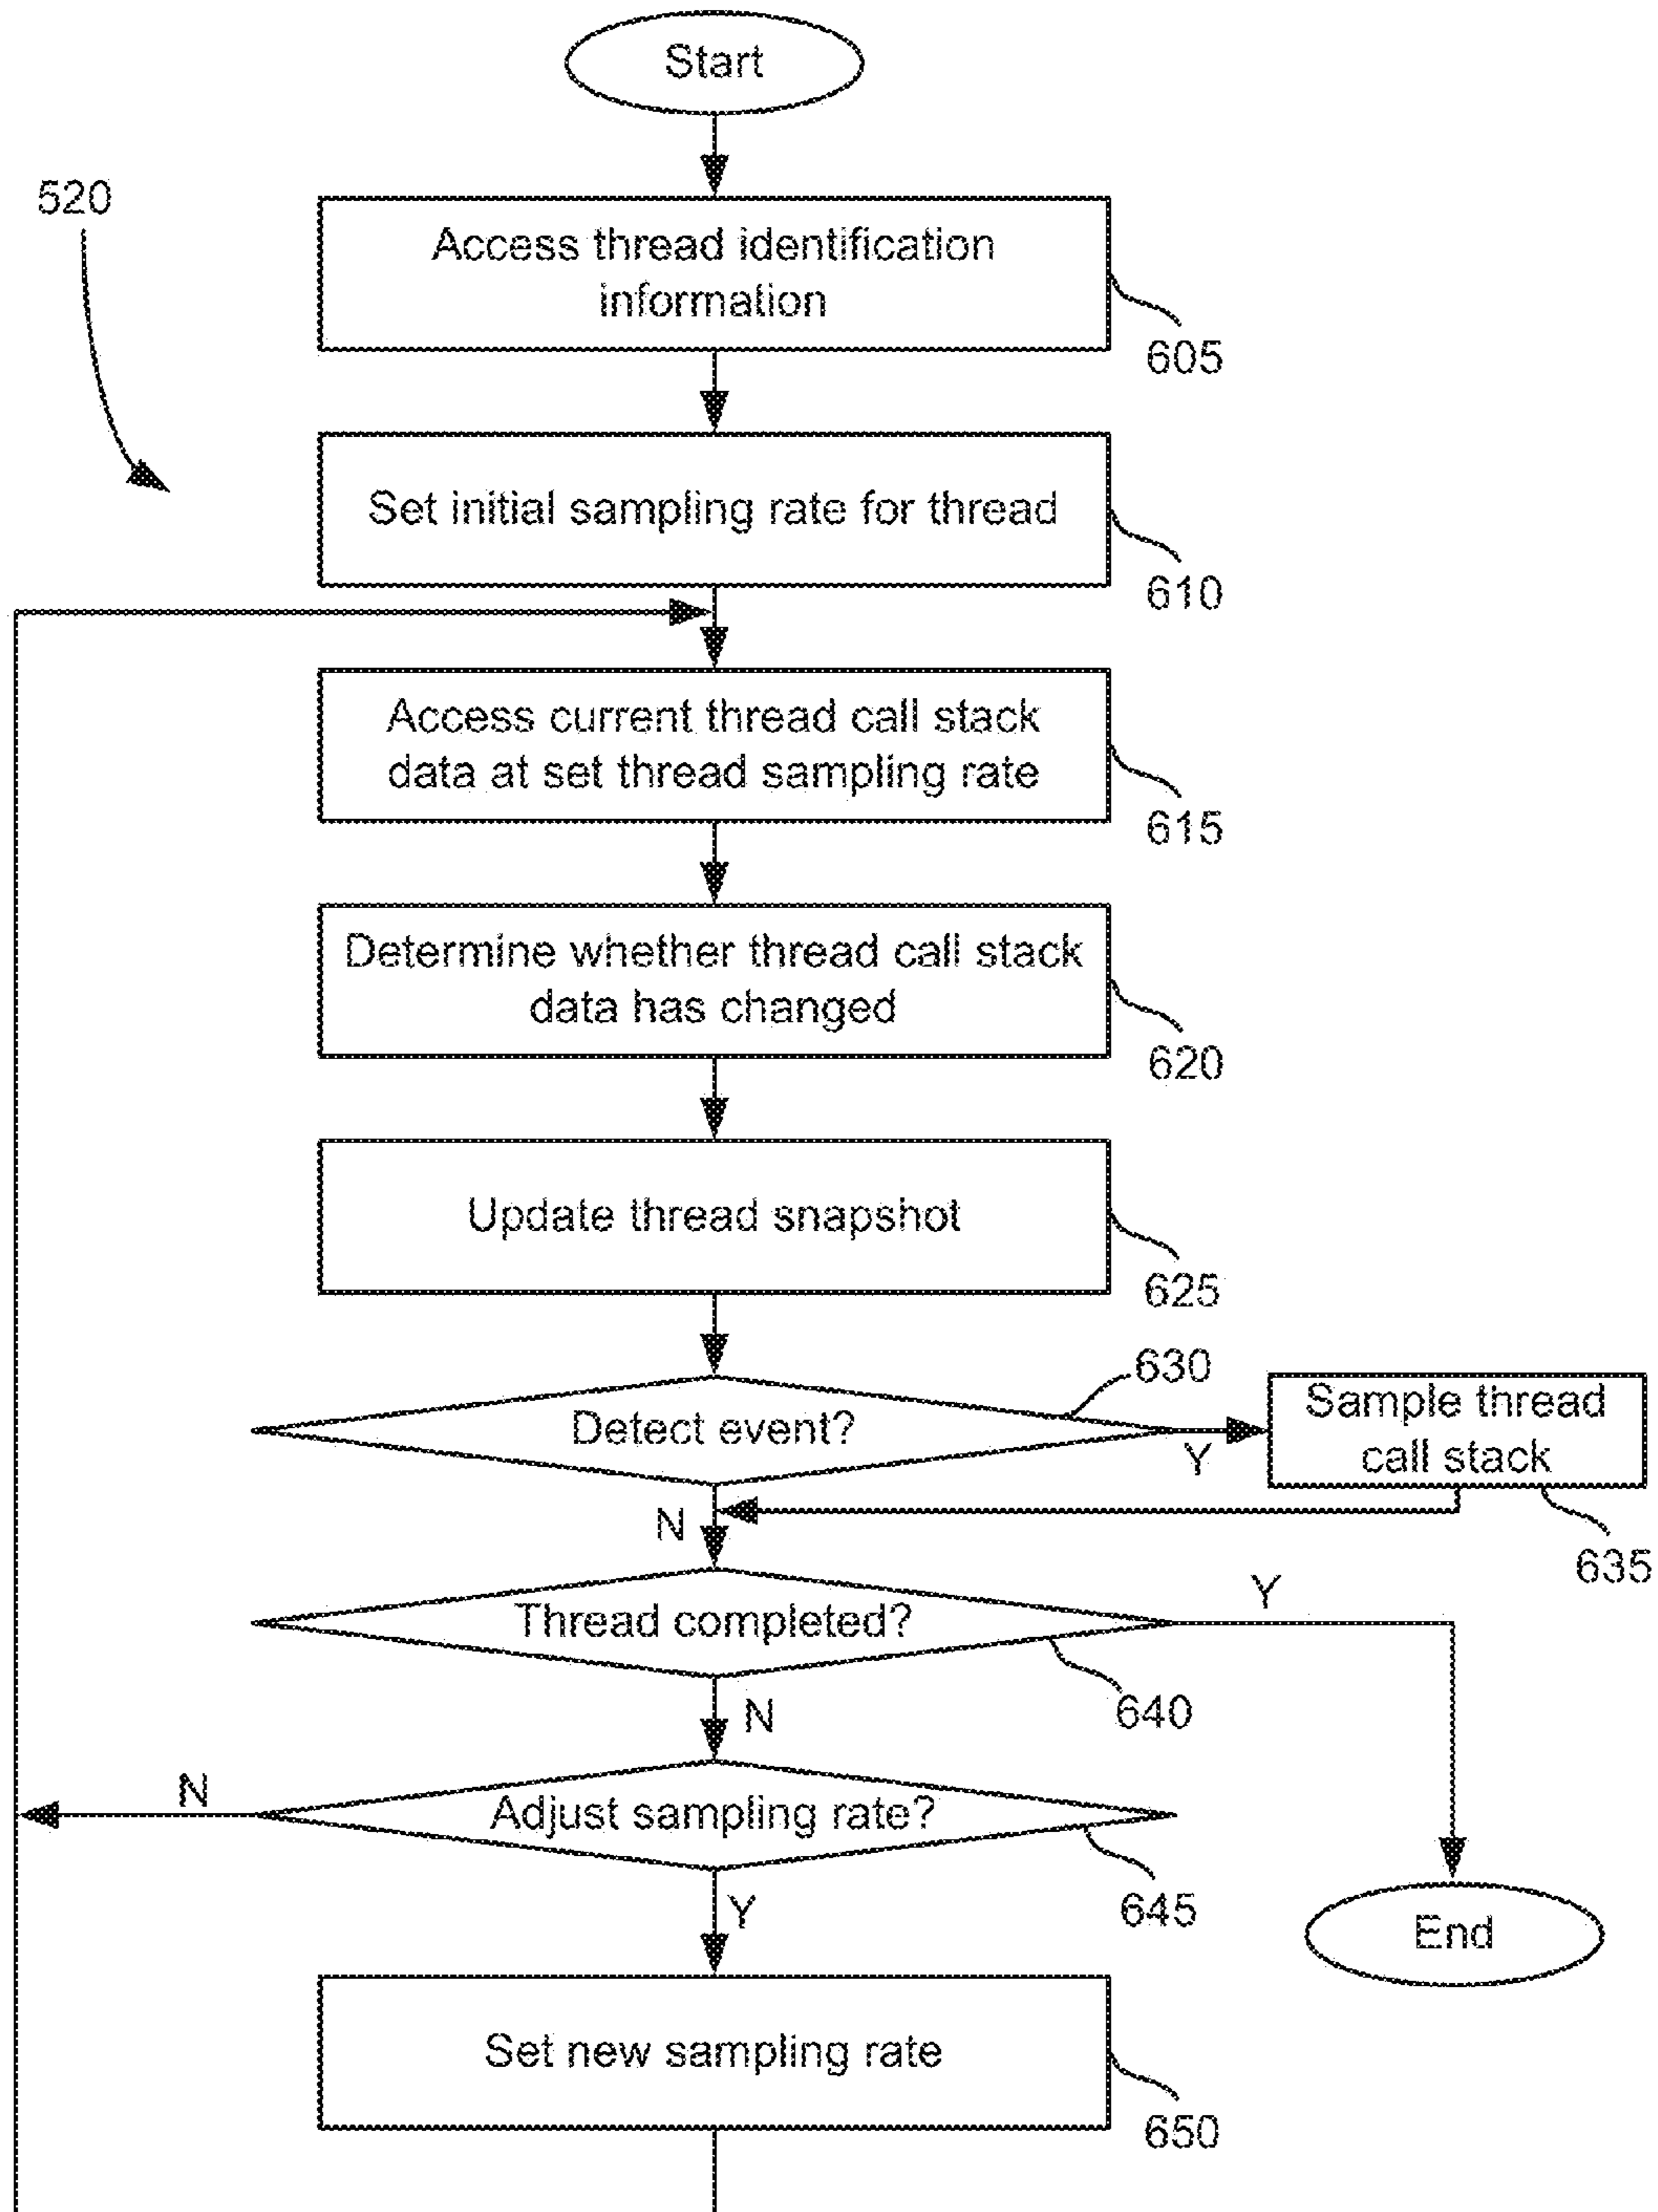 Start
520
Access thread identification
information
605
Set initial sampling rate for thread
610
Access current thread call stack
data at set thread sampling rate
615
Determine whether thread call stack
data has changed
620
Update thread snapshot
625
630
Detect event?
Y
Sample thread
call stack
N
635
Thread completed?
Y
640
N
N
Adjust sampling rate?
645
Y
End
Set new sampling rate
650